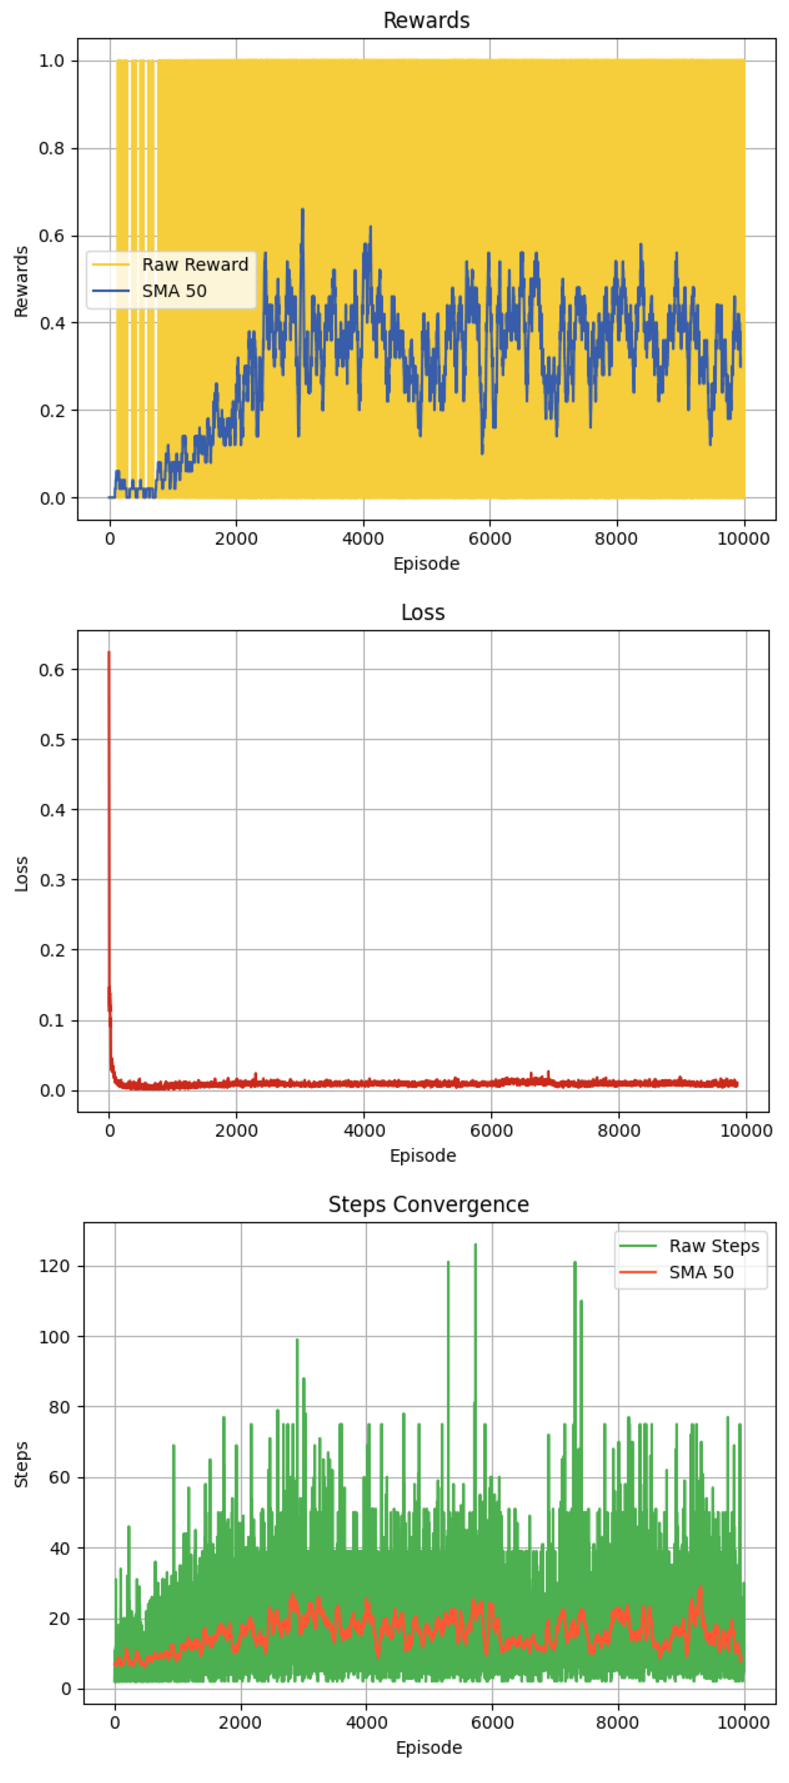 Rewards
1.0
0.8
0.6
0.4
0.2
0.0
Rewards
Raw Reward
SMA 50
0 2000 4000 6000 8000 10000
Episode
Loss
0.6
0.5
0.4
0.3
0.2
0.1
0.0
Loss
0 2000 4000 6000 8000 10000
Episode
Steps Convergence
120
100
80
60
40
20
0
Steps
Raw Steps
SMA 50
0 2000 4000 6000 8000 10000
Episode